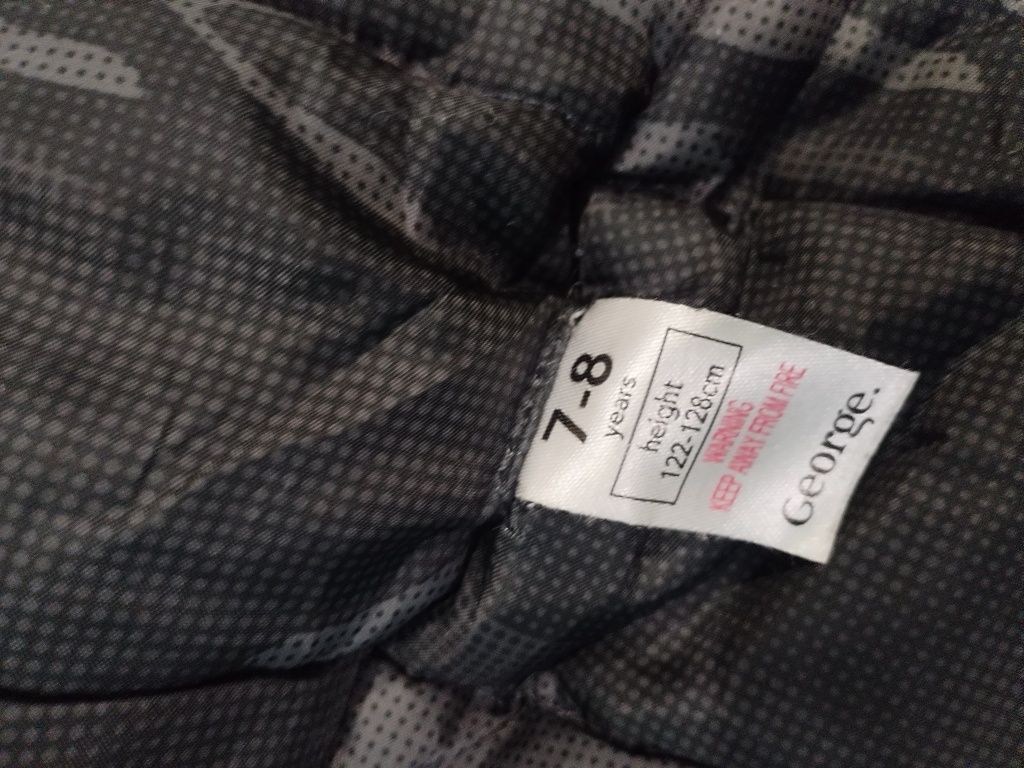 7-8
years
height
122-128cm
WARNING
KEEP AWAY FROM FIRE
George.